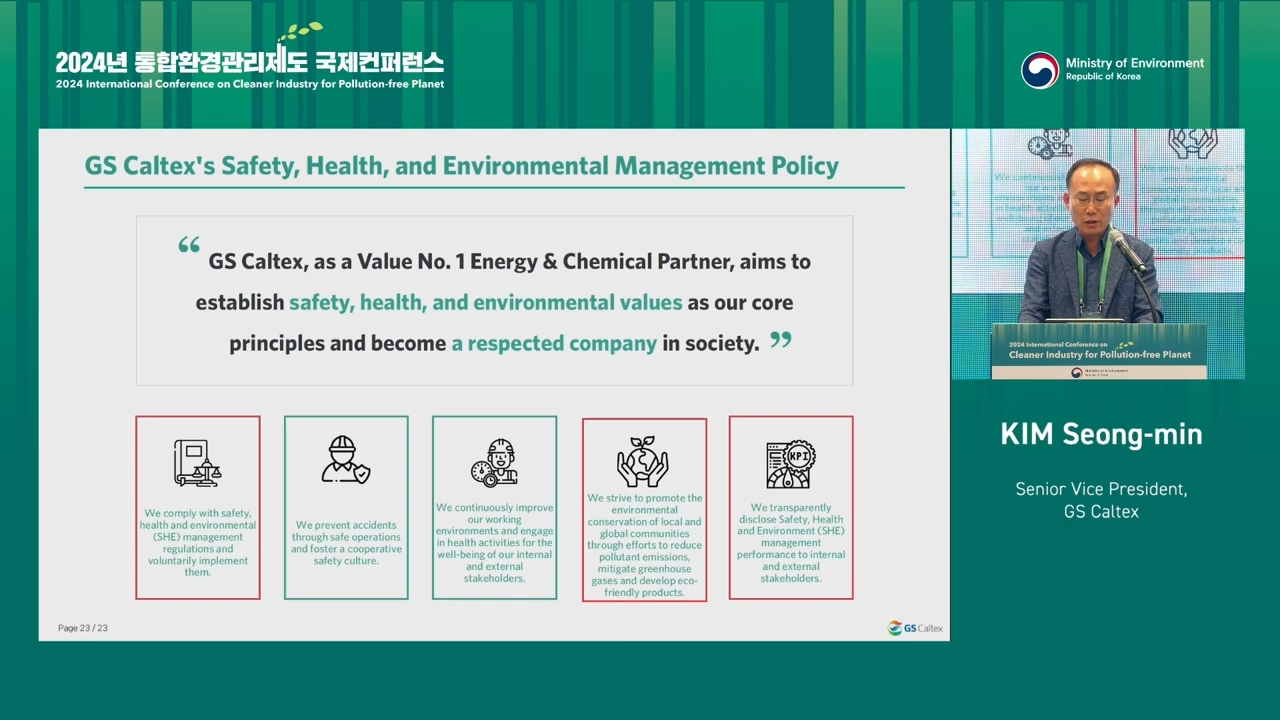 2024년 통합환경관리제도 국제컨퍼런스
2024 International Conference on Cleaner Industry for Pollution-free Planet
Ministry of Environment
Republic of Korea
GS Caltex's Safety, Health, and Environmental Management Policy
“ GS Caltex, as a Value No. 1 Energy & Chemical Partner, aims to
establish safety, health, and environmental values as our core
principles and become a respected company in society. ”
We comply with safety,
health and environmental
(SHE) management
regulations and
voluntarily implement
them.
We prevent accidents
through safe operations
and foster a cooperative
safety culture.
We continuously improve
our working
environments and engage
in health activities for the
well-being of our internal
and external
stakeholders.
We strive to promote the
environmental
conservation of local and
global communities
through efforts to reduce
pollutant emissions,
mitigate greenhouse
gases and develop eco-
friendly products.
KPI
We transparently
disclose Safety, Health
and Environment (SHE)
management
performance to internal
and external
stakeholders.
Page 23 / 23
GS Caltex
2024 International Conference on
Cleaner Industry for Pollution-free Planet
Ministry of Environment
KIM Seong-min
Senior Vice President,
GS Caltex